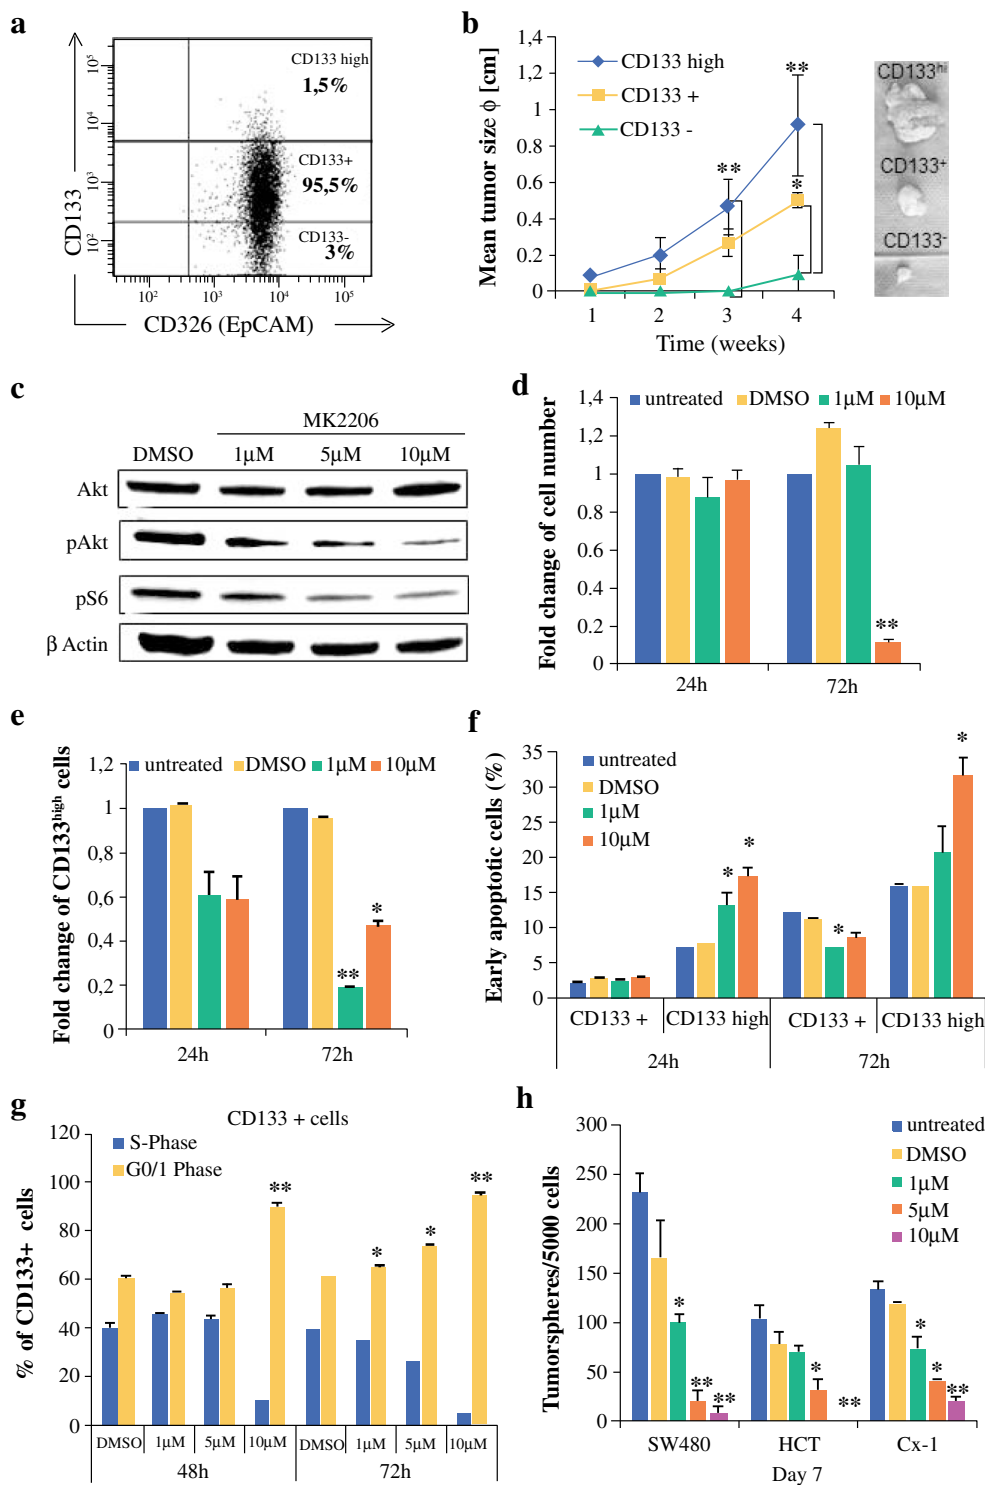 a
CD133
10⁵
10⁴
10³
10²
CD133 high
1,5%
CD133+
95,5%
CD133-
3%
10² 10³ 10⁴ 10⁵
CD326 (EpCAM)
b
Mean tumor size ϕ [cm]
1,4
1.2
1
0.8
0.6
0.4
0.2
0
CD133 high
CD133 +
CD133 -
**
**
*
1 2 3 4
Time (weeks)
CD133hi
CD133+
CD133-
c
MK2206
DMSO 1µM 5µM 10µM
Akt
pAkt
pS6
β Actin
d
Fold change of cell number
1,4
1,2
1
0.8
0.6
0.4
0.2
0
untreated DMSO 1µM 10µM
**
24h 72h
e
Fold change of CD133high cells
1,2
1
0,8
0,6
0,4
0,2
0
untreated DMSO 1µM 10µM
**
*
24h 72h
f
Early apoptotic cells (%)
35
30
25
20
15
10
5
0
untreated
DMSO
1µM
10µM
* * * *
CD133 + CD133 high CD133 + CD133 high
24h 72h
g
CD133 + cells
% of CD133+ cells
120
100
80
60
40
20
0
S-Phase
G0/1 Phase
** * * **
DMSO 1µM 5µM 10µM DMSO 1µM 5µM 10µM
48h 72h
h
Tumorspheres/5000 cells
300
250
200
150
100
50
0
untreated
DMSO
1µM
5µM
10µM
* ** ** * ** * * **
SW480 HCT Cx-1
Day 7